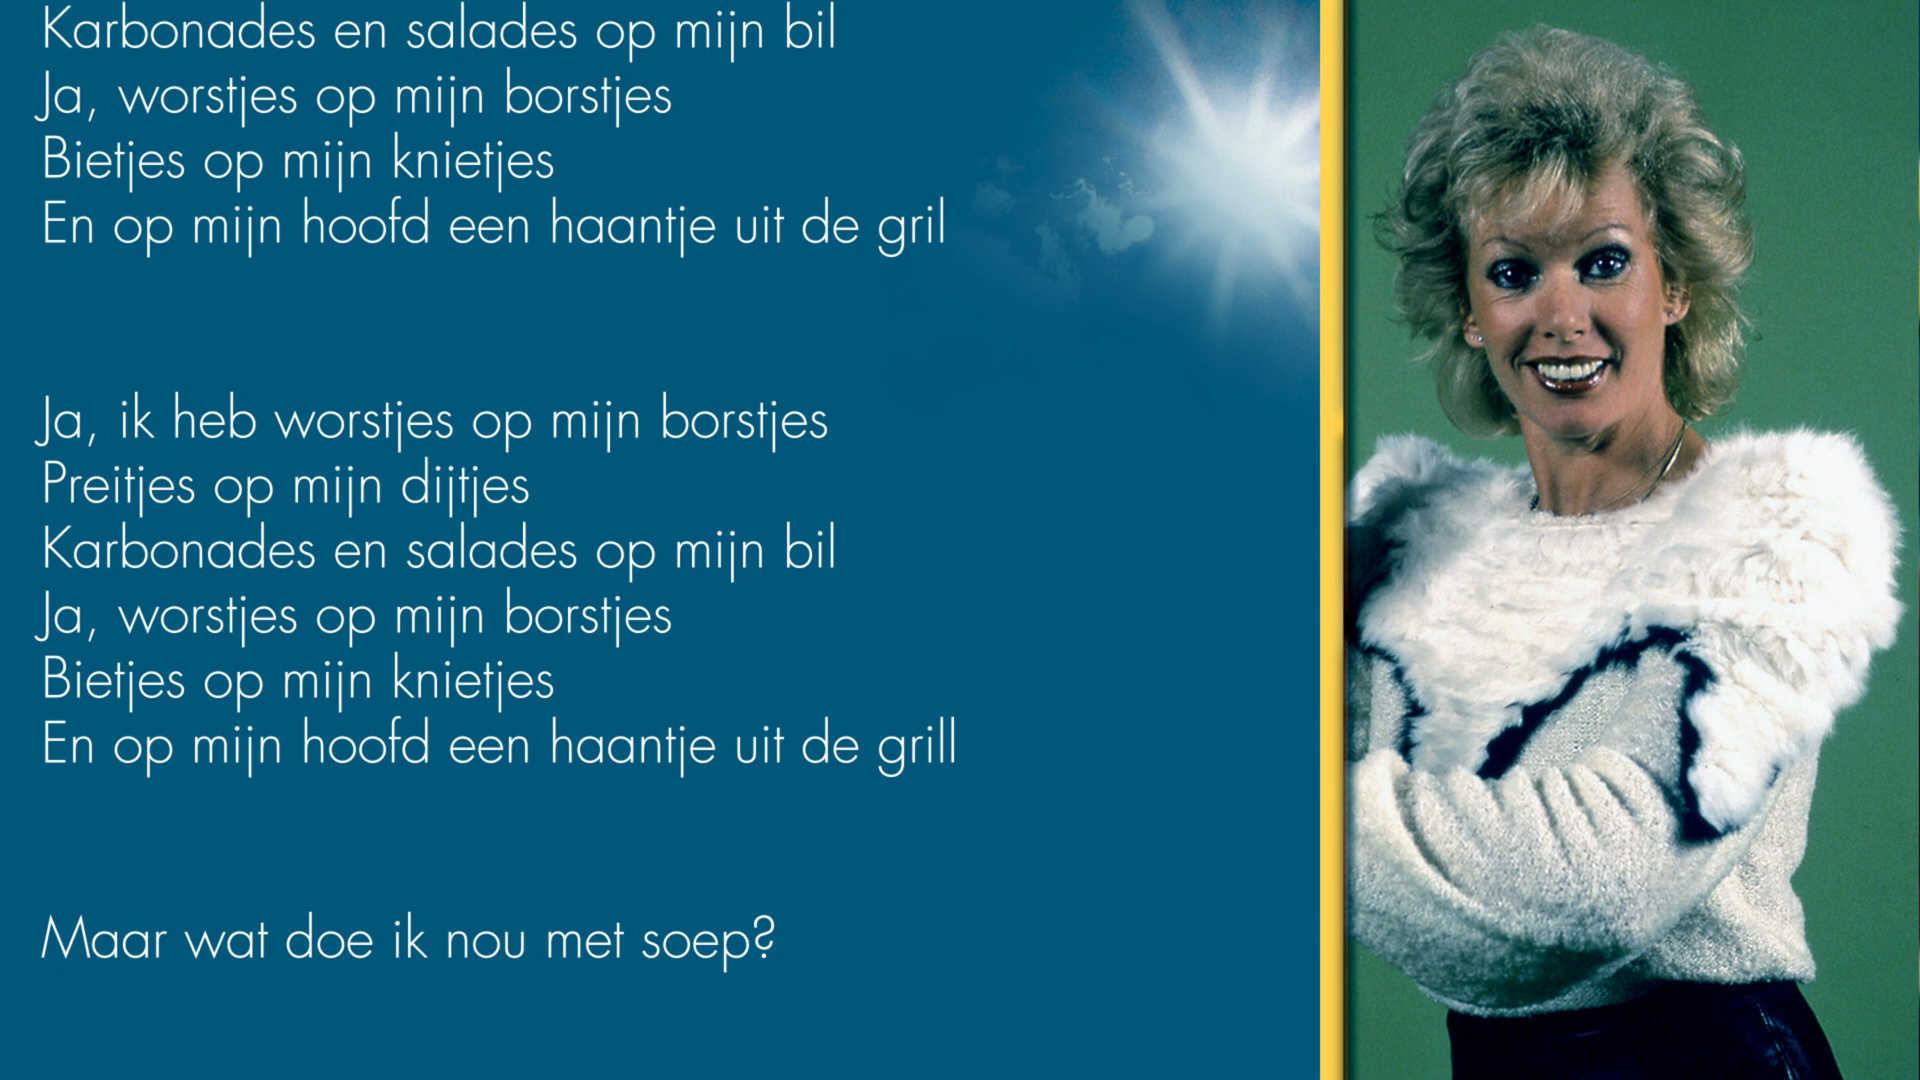 Karbonades en salades op mijn bil
Ja, worstjes op mijn borstjes
Bietjes op mijn knietjes
En op mijn hoofd een haantje uit de gril
Ja, ik heb worstjes op mijn borstjes
Preitjes op mijn dijtjes
Karbonades en salades op mijn bil
Ja, worstjes op mijn borstjes
Bietjes op mijn knietjes
En op mijn hoofd een haantje uit de grill
Maar wat doe ik nou met soep?